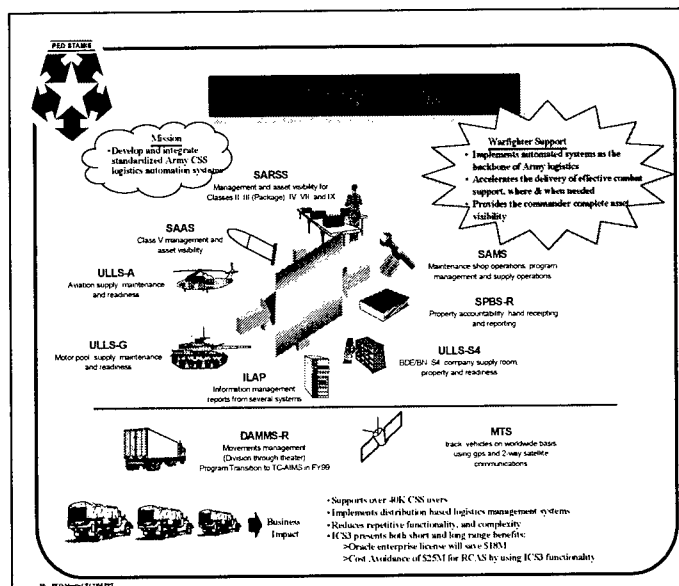 PEO STAMIS
Mission
•Develop and integrate
standardized Army CSS
logistics automation systems
Warfighter Support
• Implements automated systems as the
backbone of Army logistics
• Accelerates the delivery of effective combat
support, where & when needed
• Provides the commander complete asset
visibility
SARSS
Management and asset visibility for
Classes II III (Package) IV VII and IX
SAAS
Class V management and
asset visibility
SAMS
Maintenance shop operations, program
management and supply operations
ULLS-A
Aviation supply maintenance
and readiness
SPBS-R
Property accountability hand receipting
and reporting
ULLS-G
Motor pool supply maintenance
and readiness
ULLS-S4
BDE/BN S4 company supply room,
property and readiness
ILAP
Information management
reports from several systems
DAMMS-R
Movements management
(Division through theater)
Program Transition to TC-AIMS in FY99
MTS
track vehicles on worldwide basis
using gps and 2-way satellite
communications
Business
Impact
• Supports over 40K CSS users
• Implements distribution based logistics management systems
• Reduces repetitive functionality, and complexity
• ICS3 presents both short and long range benefits:
>Oracle enterprise license will save $18M
>Cost Avoidance of $25M for RCAS by using ICS3 functionality